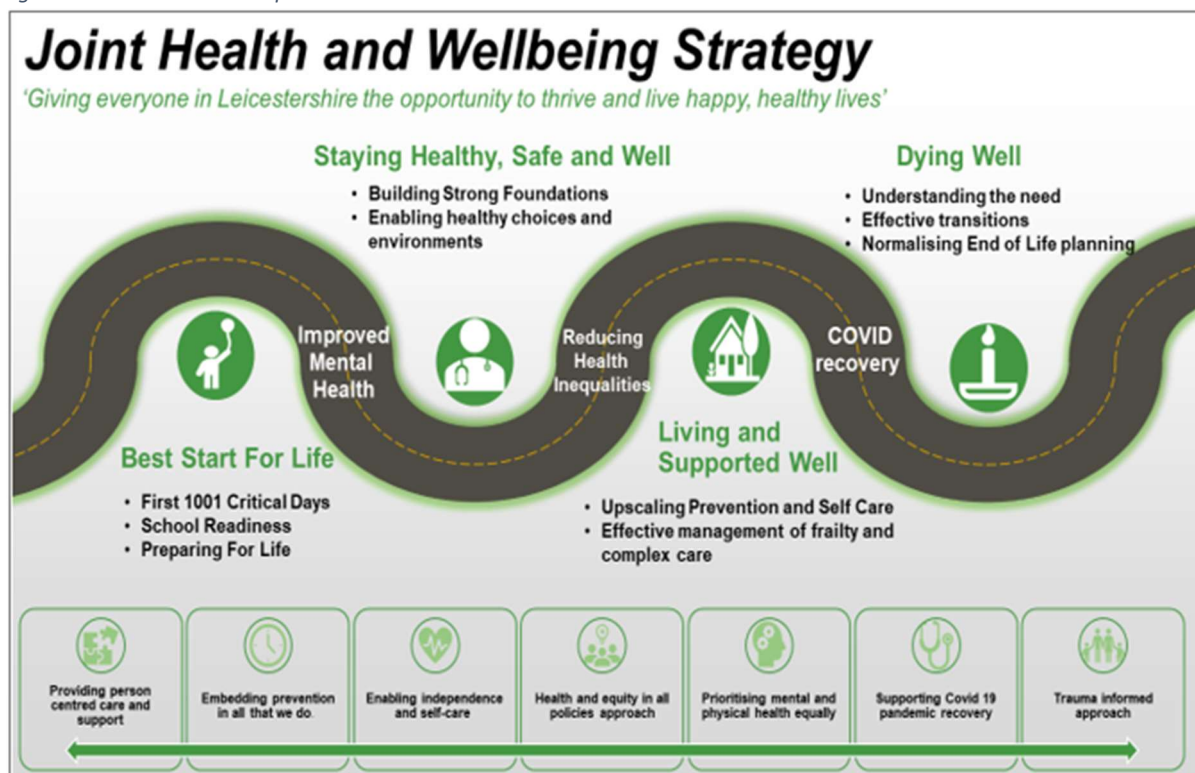 Joint Health and Wellbeing Strategy
‘Giving everyone in Leicestershire the opportunity to thrive and live happy, healthy lives’
Staying Healthy, Safe and Well
• Building Strong Foundations
• Enabling healthy choices and
environments
Dying Well
• Understanding the need
• Effective transitions
• Normalising End of Life planning
Improved
Mental
Health
Reducing
Health
Inequalities
COVID
recovery
Best Start For Life
• First 1001 Critical Days
• School Readiness
• Preparing For Life
Living and
Supported Well
• Upscaling Prevention and Self Care
• Effective management of frailty and
complex care
Providing person
centred care and
support
Embedding prevention
in all that we do.
Enabling independence
and self-care
Health and equity in all
policies approach
Prioritising mental and
physical health equally
Supporting Covid 19
pandemic recovery
Trauma informed
approach